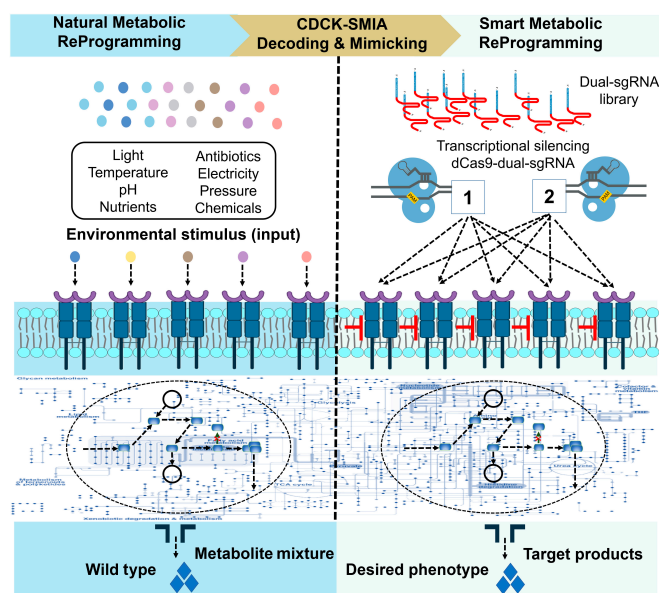 Natural Metabolic
ReProgramming
CDCK-SMIA
Decoding & Mimicking
Smart Metabolic
ReProgramming
Dual-sgRNA
library
Light
Temperature
pH
Nutrients
Antibiotics
Electricity
Pressure
Chemicals
Environmental stimulus (input)
Transcriptional silencing
dCas9-dual-sgRNA
PAM
1
2
PAM
Glycan metabolism
Xenobiotic degradation & metabolism
Metabolite mixture
Wild type
Target products
Desired phenotype